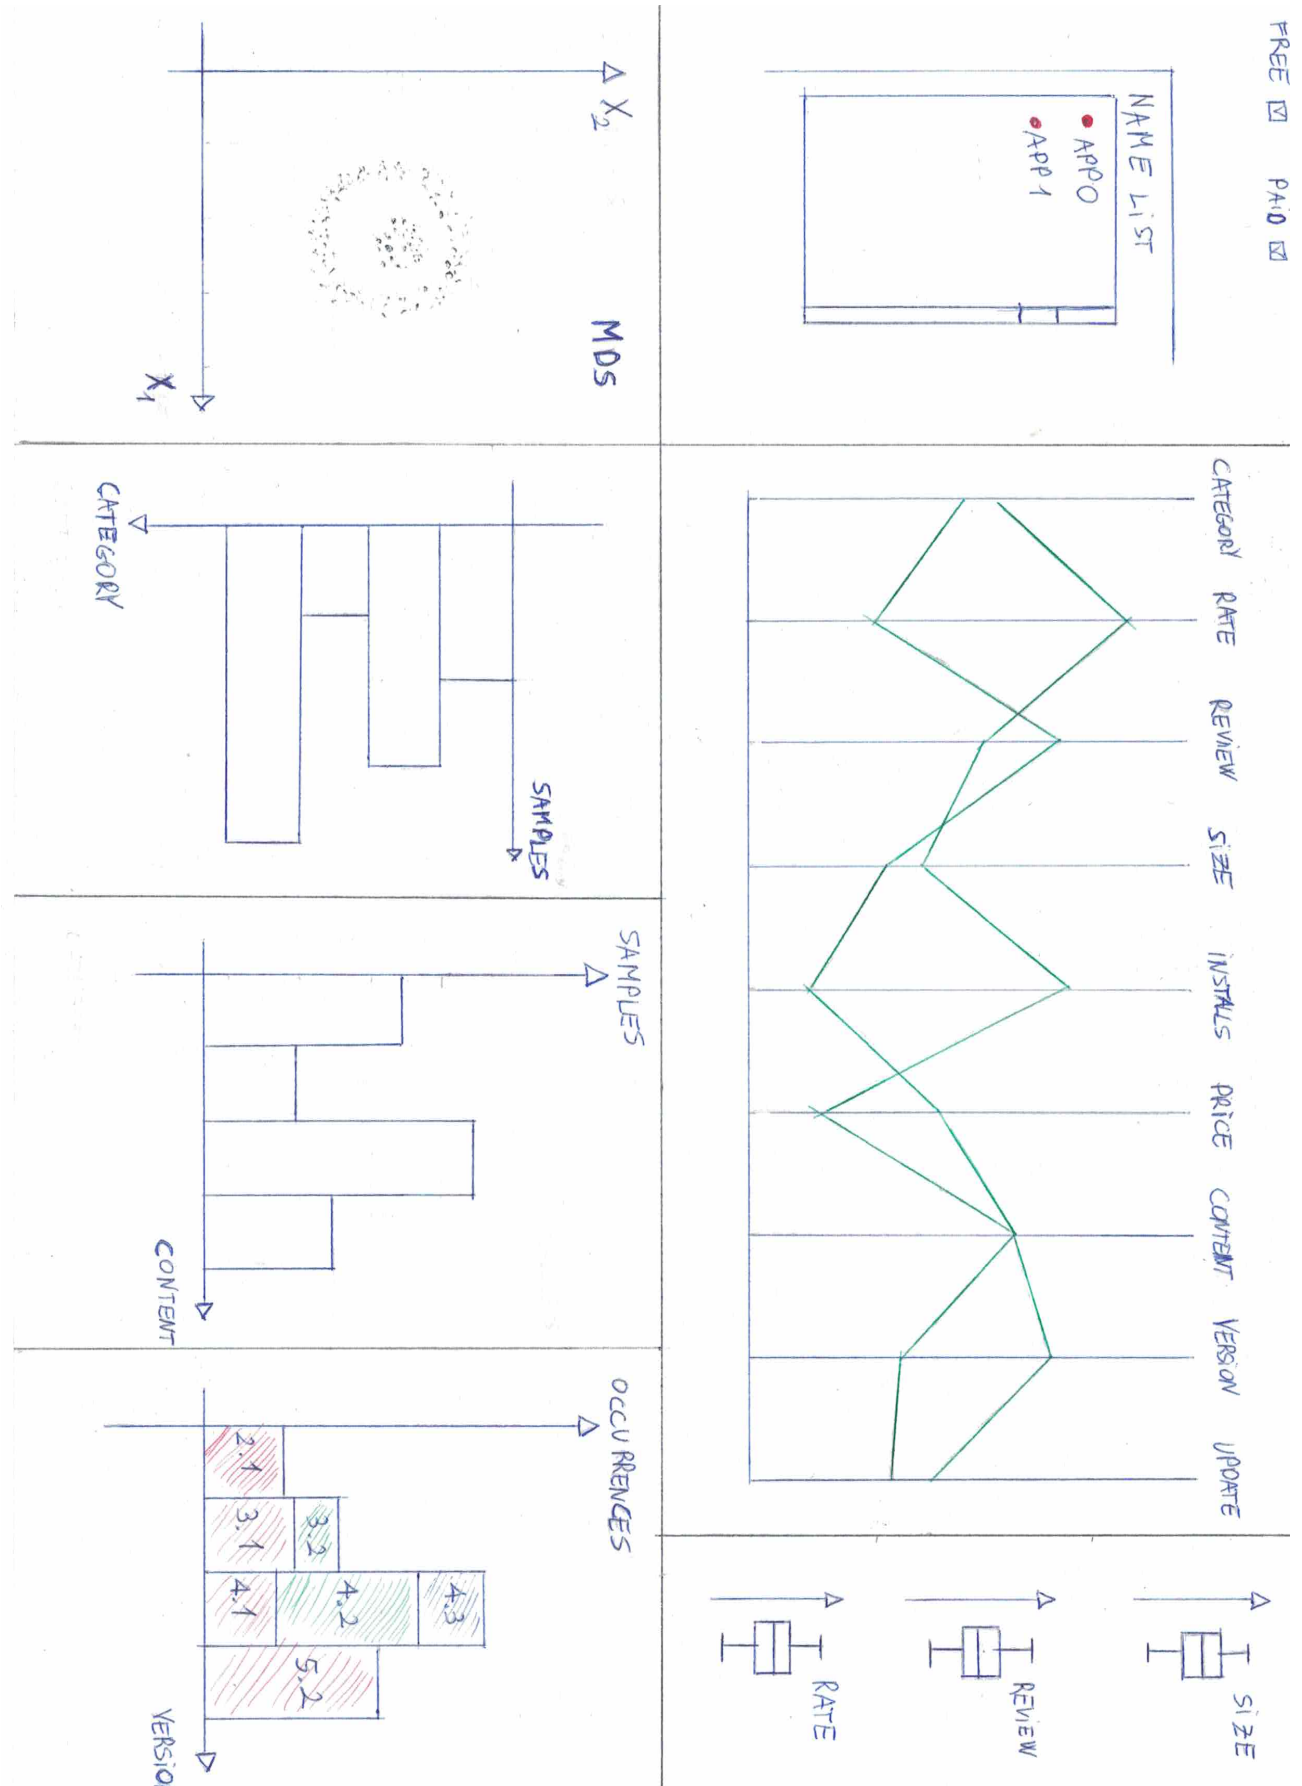 FREE ☑ PAiD ☑
NAME LiST
• APP0
• APP1
CATEGORY RATE REViEW SiZE iNSTALLS PRiCE CONTENT VERSiON UPDATE
SiZE
REViEW
RATE
X₂
MDS
X₁
SAMPLES
CATEGORY
SAMPLES
CONTENT
OCCURRENCES
2.1
3.1
3.2
4.1
4.2
4.3
5.2
VERSiO